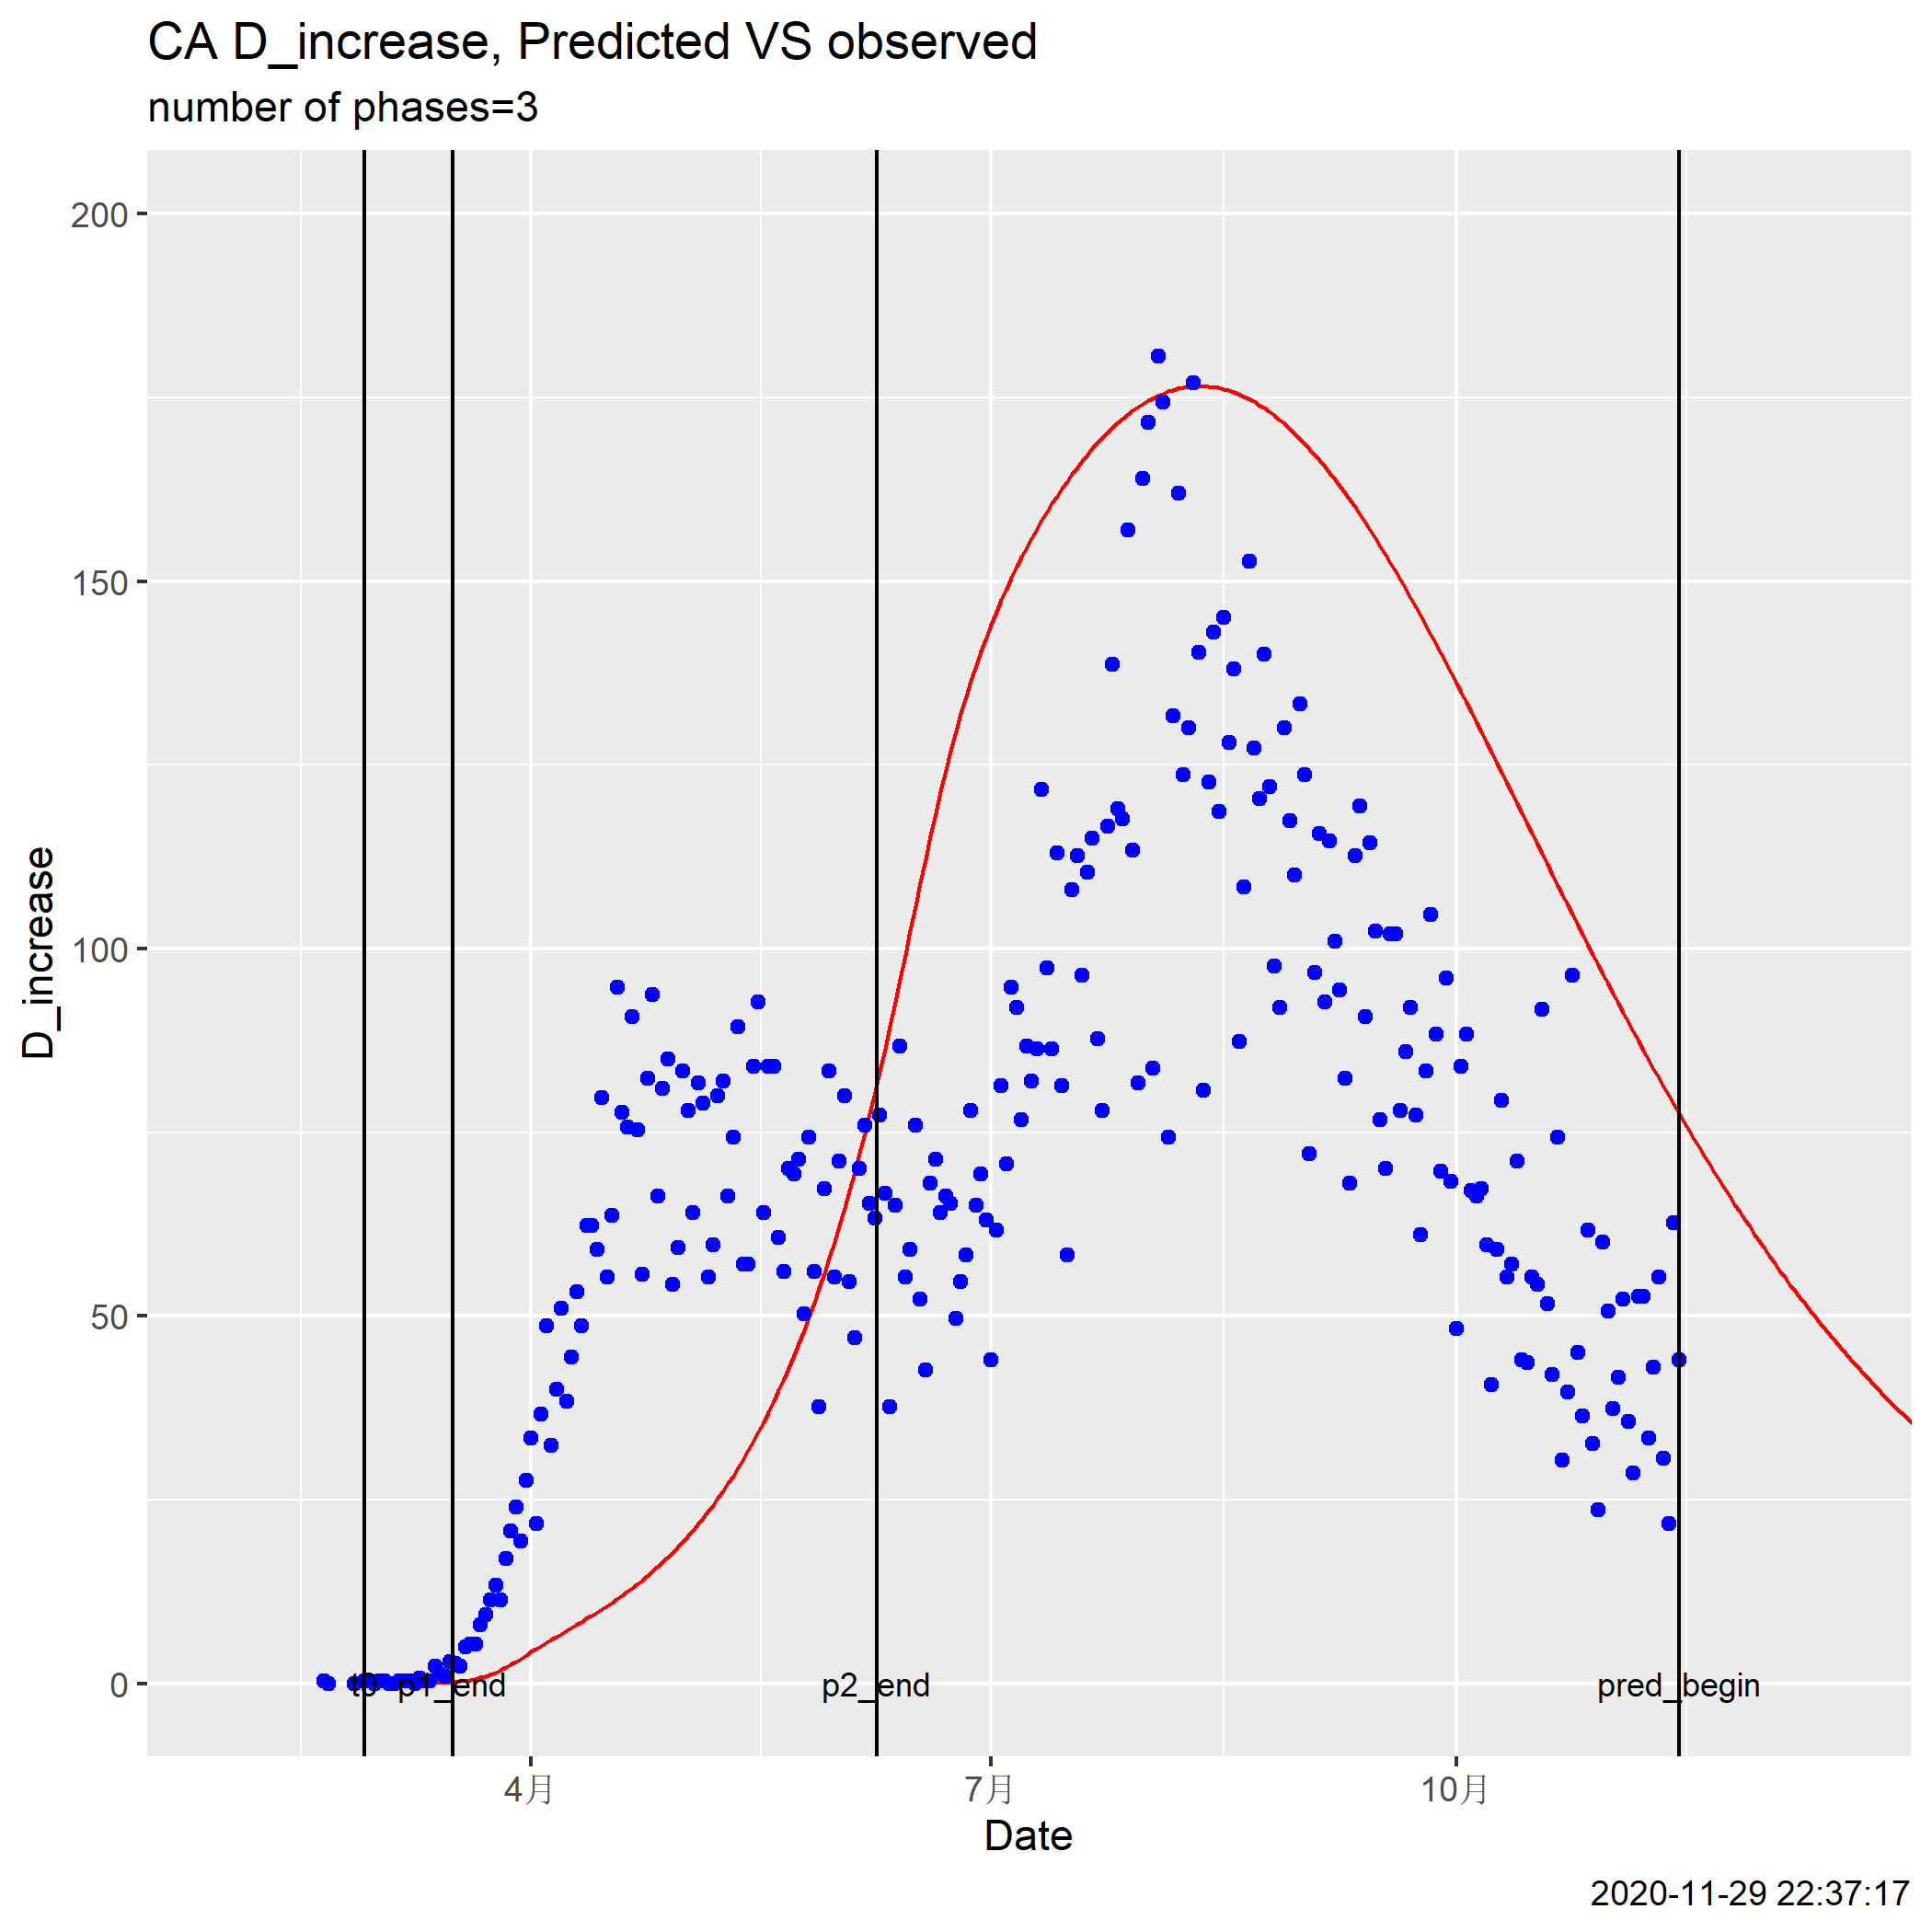 CA D_increase, Predicted VS observed
number of phases=3
200
150
100
50
0
D_increase
t0
p1_end
p2_end
pred_begin
4月
7月
10月
Date
2020-11-29 22:37:17